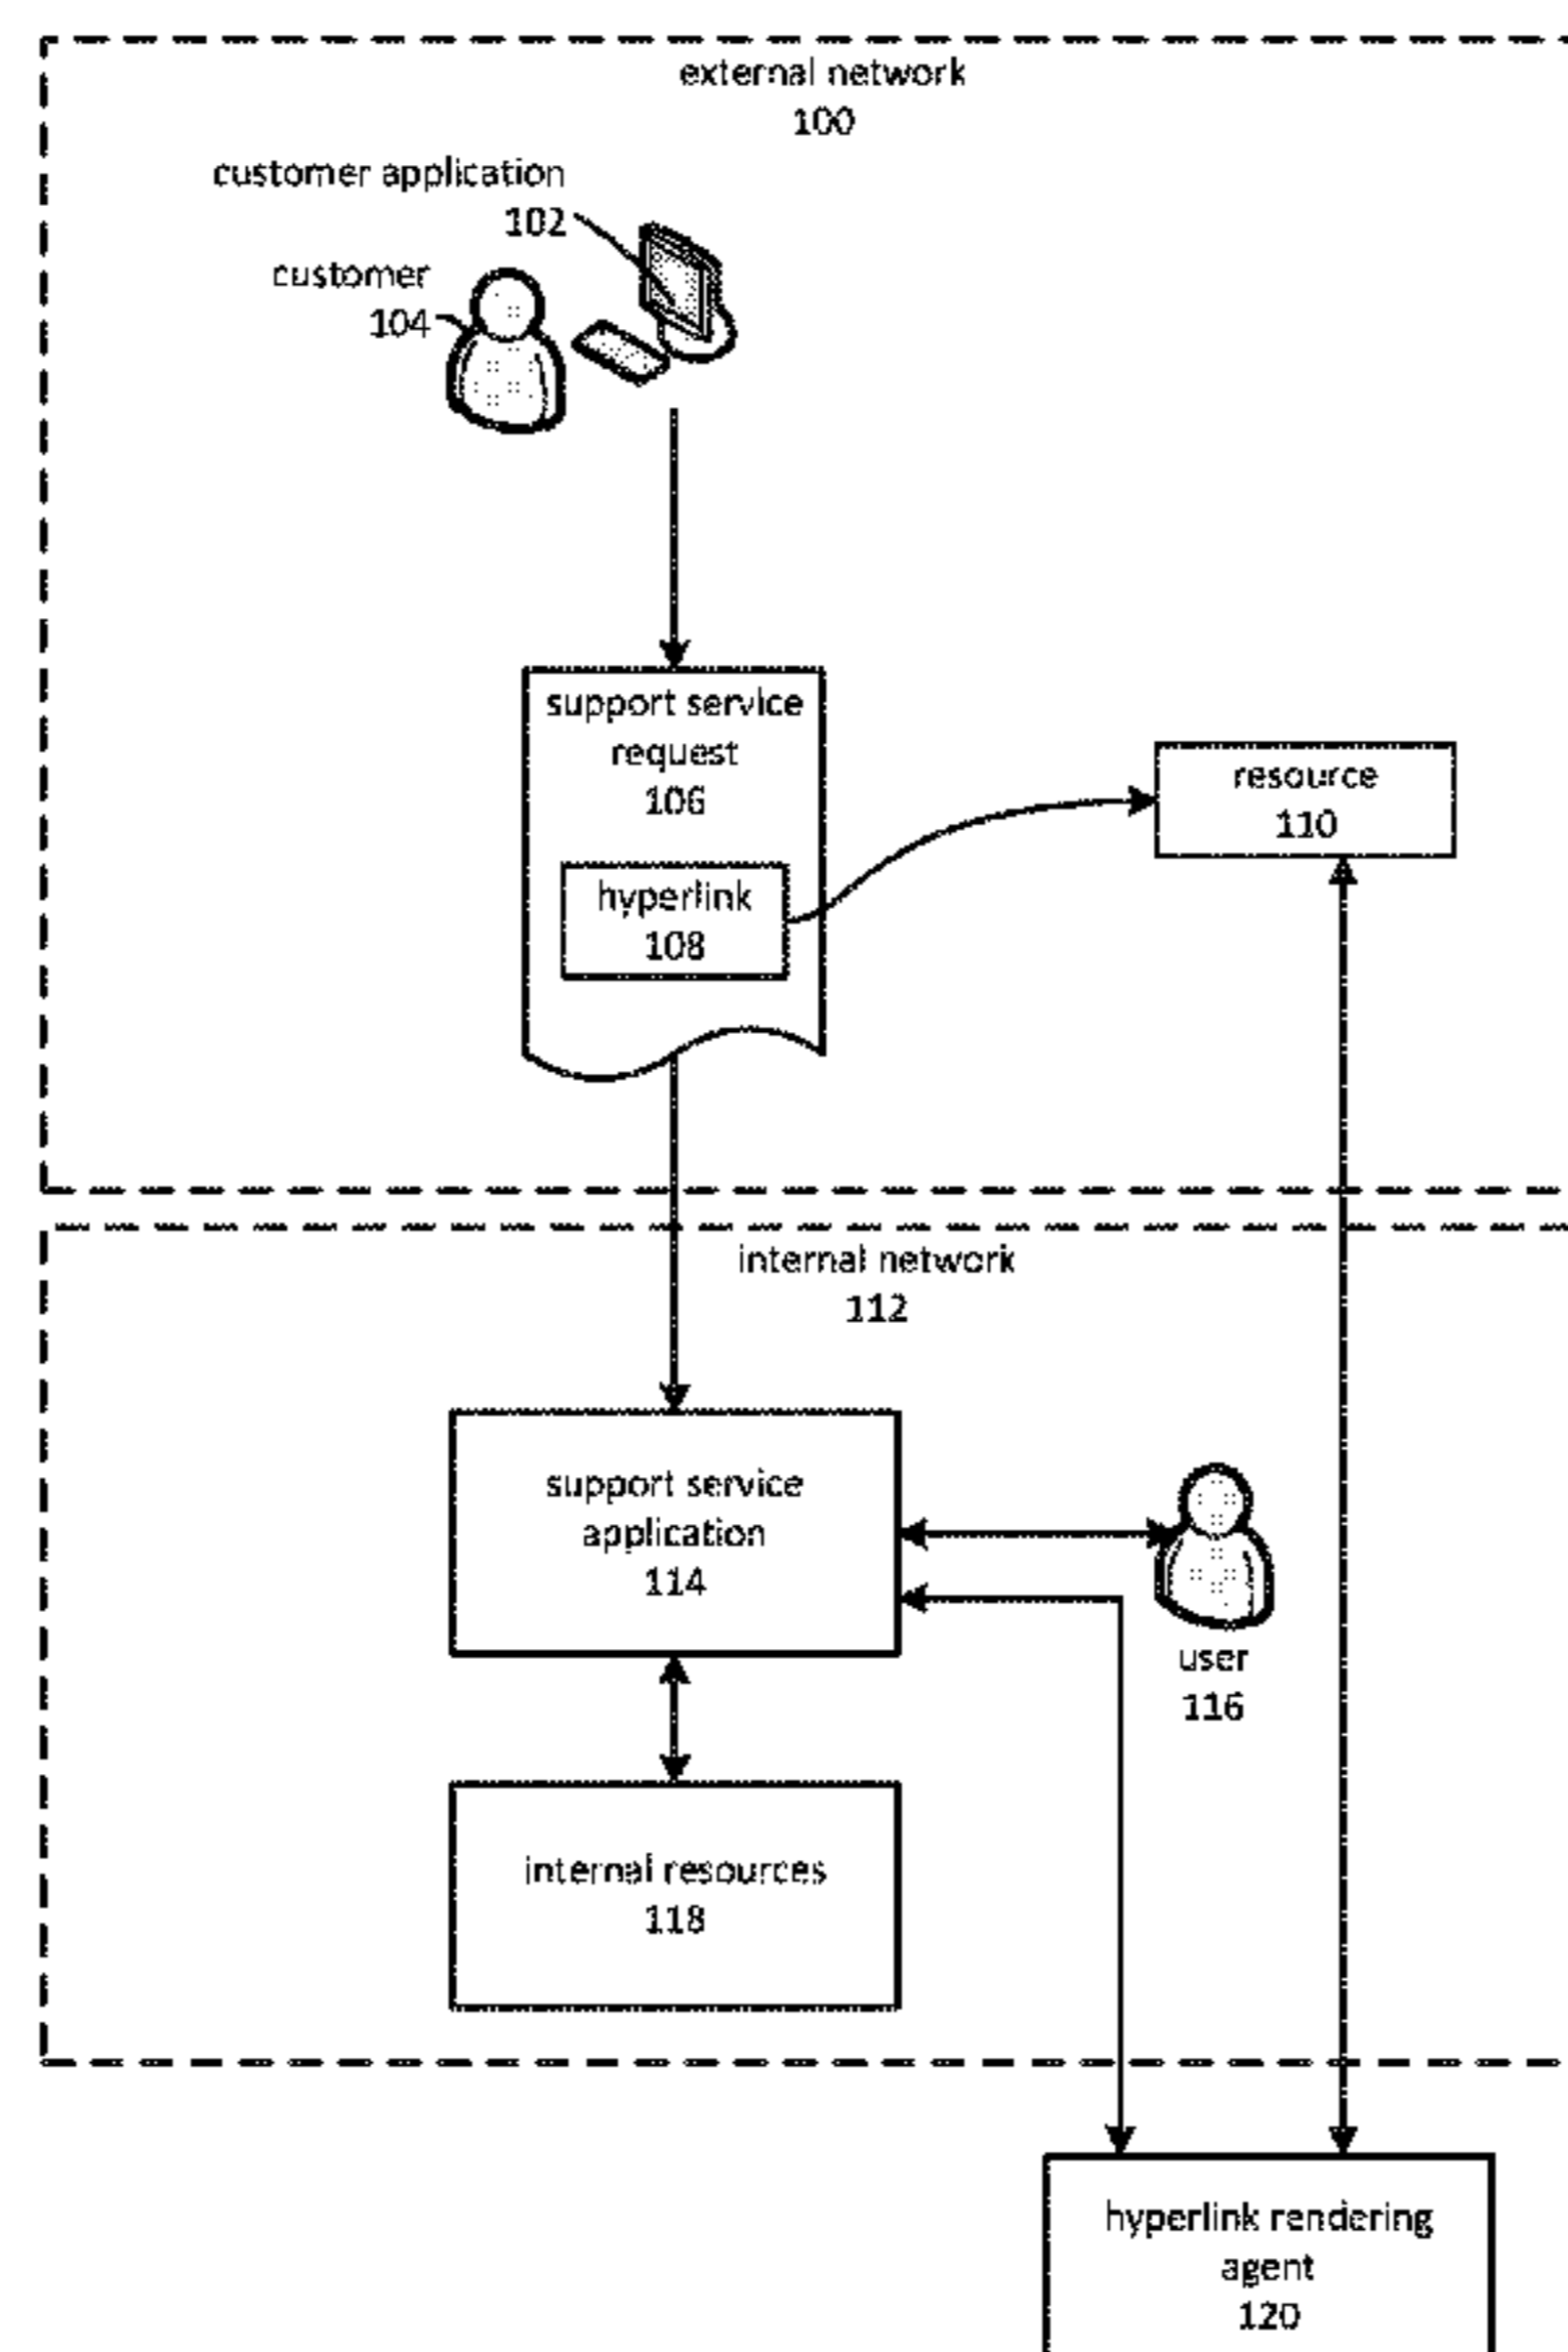 external network
100
customer application
102
customer
104
support service
request
106
resource
110
hyperlink
108
internal network
112
support service
application
114
user
116
internal resources
118
hyperlink rendering
agent
120